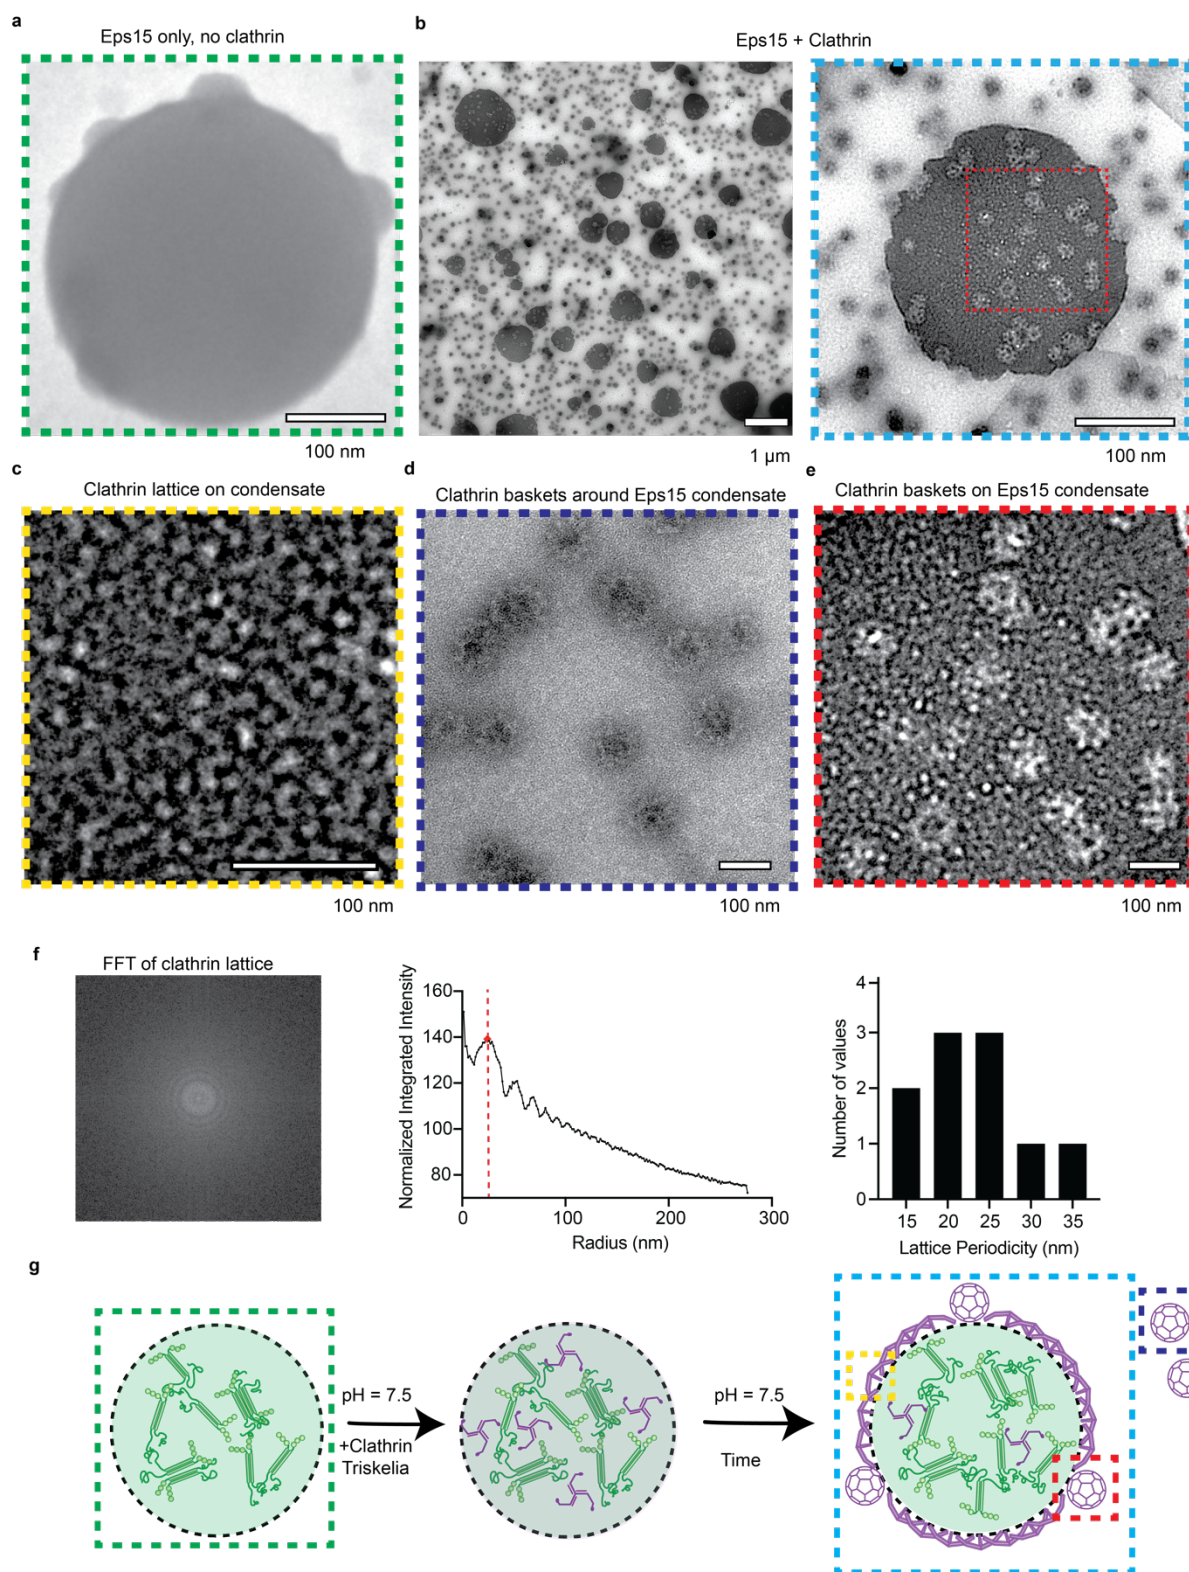 a
Eps15 only, no clathrin
100 nm
b
Eps15 + Clathrin
1 µm
100 nm
c
Clathrin lattice on condensate
100 nm
d
Clathrin baskets around Eps15 condensate
100 nm
e
Clathrin baskets on Eps15 condensate
100 nm
f
FFT of clathrin lattice
Normalized Integrated Intensity
160
140
120
100
80
0
100
200
300
Radius (nm)
Number of values
4
3
2
1
0
15
20
25
30
35
Lattice Periodicity (nm)
g
pH = 7.5
+Clathrin
Triskelia
pH = 7.5
Time